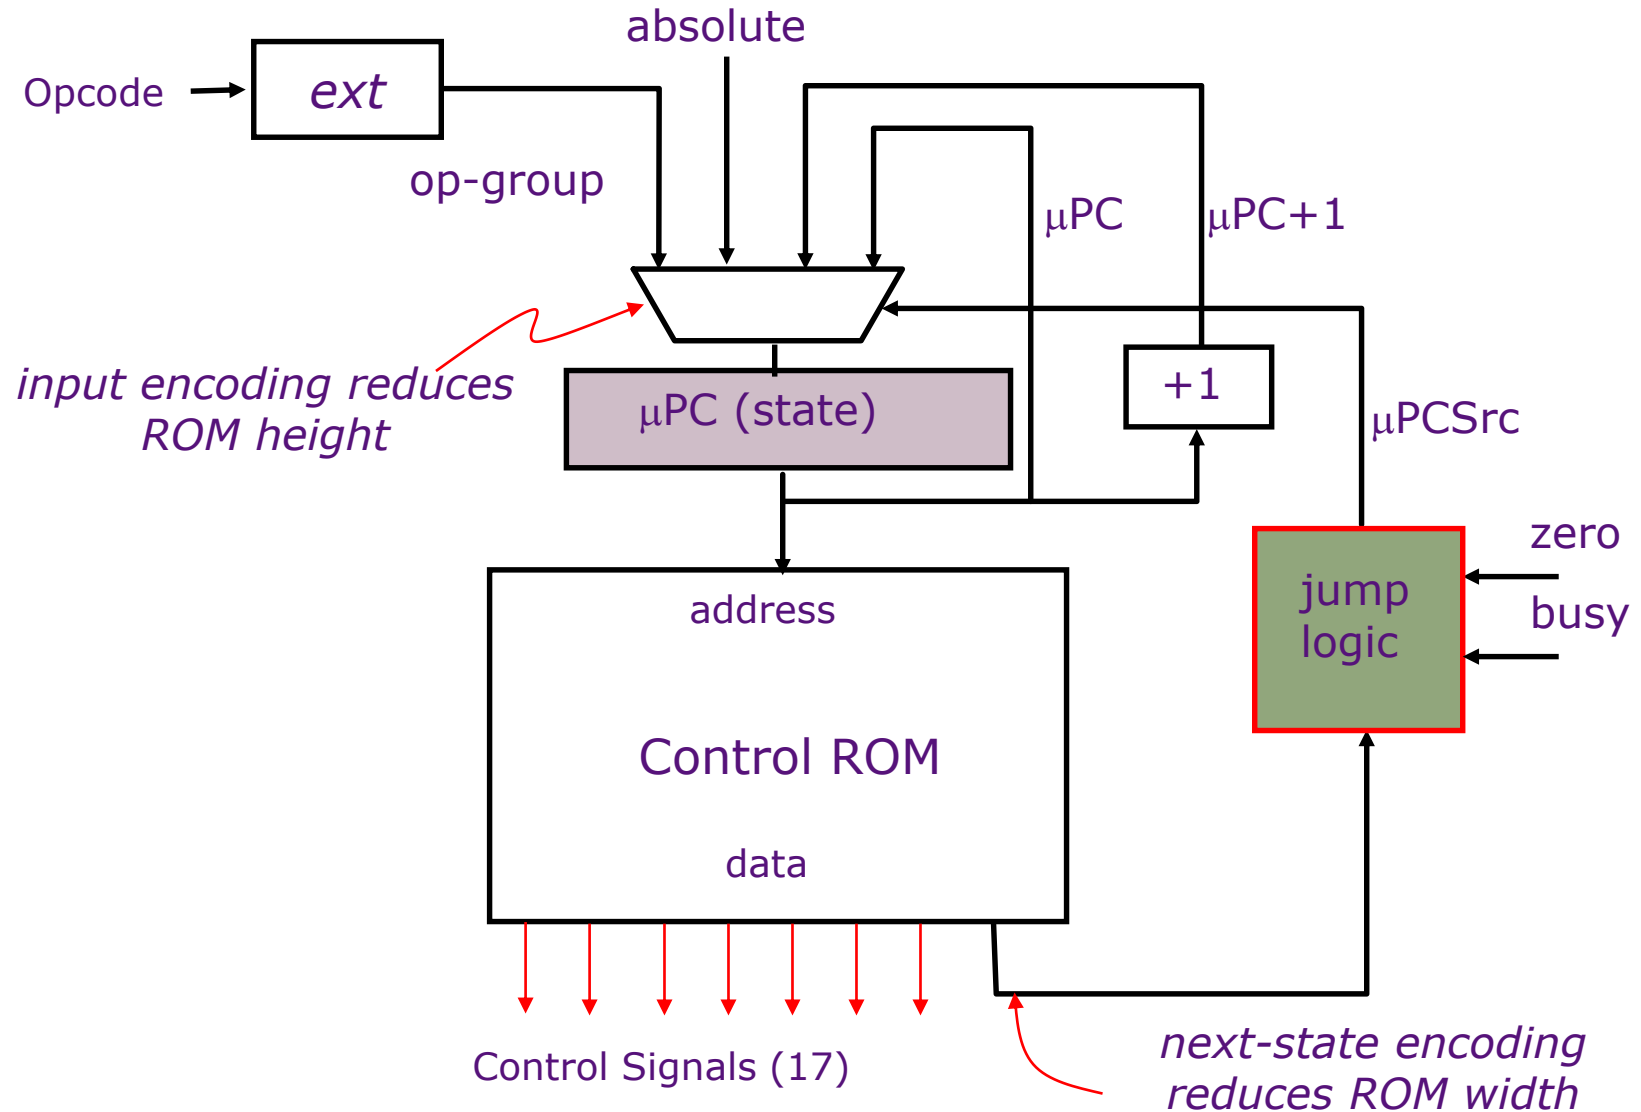 absolute
Opcode
ext
op-group
μPC
μPC+1
input encoding reduces
ROM height
μPC (state)
+1
μPCSrc
zero
busy
jump
logic
address
Control ROM
data
Control Signals (17)
next-state encoding
reduces ROM width